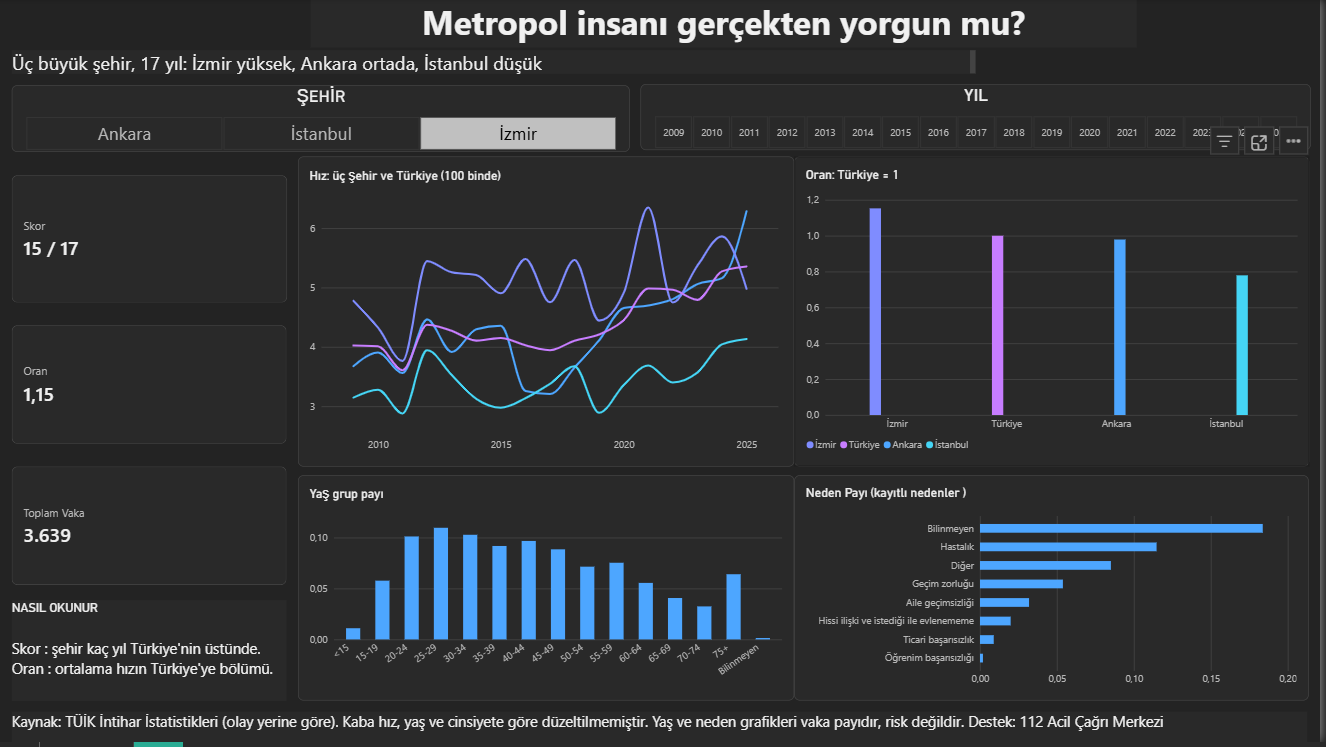 Metropol insanı gerçekten yorgun mu?
Üç büyük şehir, 17 yıl: İzmir yüksek, Ankara ortada, İstanbul düşük
ŞEHİR
Ankara
İstanbul
İzmir
YIL
2009 2010 2011 2012 2013 2014 2015 2016 2017 2018 2019 2020 2021 2022
Skor
15 / 17
Oran
1,15
Toplam Vaka
3.639
NASIL OKUNUR
Skor : şehir kaç yıl Türkiye'nin üstünde.
Oran : ortalama hızın Türkiye'ye bölümü.
Hız: üç Şehir ve Türkiye (100 binde)
6
5
4
3
2010 2015 2020 2025
Oran: Türkiye = 1
1,2
1,0
0,8
0,6
0,4
0,2
0,0
İzmir Türkiye Ankara İstanbul
İzmir Türkiye Ankara İstanbul
Yaş grup payı
0,10
0,05
0,00
<15 15-19 20-24 25-29 30-34 35-39 40-44 45-49 50-54 55-59 60-64 65-69 70-74 75+ Bilinmeyen
Neden Payı (kayıtlı nedenler )
Bilinmeyen
Hastalık
Diğer
Geçim zorluğu
Aile geçimsizliği
Hissi ilişki ve istediği ile evlenememe
Ticari başarısızlık
Öğrenim başarısızlığı
0,00 0,05 0,10 0,15 0,20
Kaynak: TÜİK İntihar İstatistikleri (olay yerine göre). Kaba hız, yaş ve cinsiyete göre düzeltilmemiştir. Yaş ve neden grafikleri vaka payıdır, risk değildir. Destek: 112 Acil Çağrı Merkezi